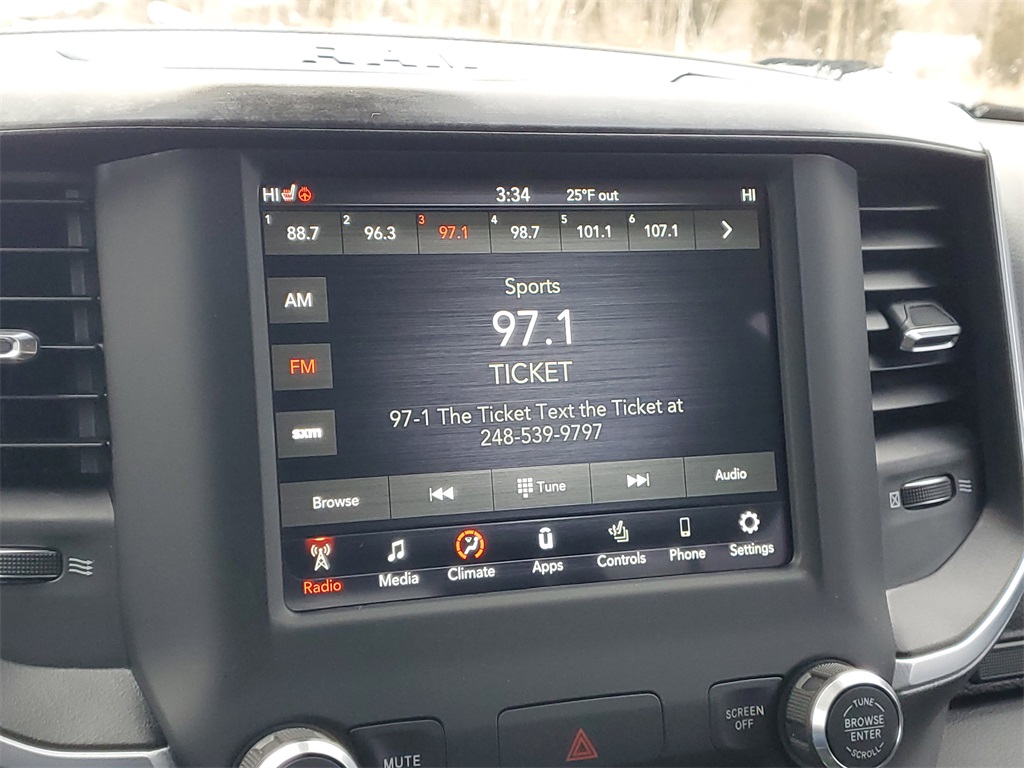 RAM
HI 3:34 25°F out HI
1 88.7 2 96.3 3 97.1 4 98.7 5 101.1 6 107.1
Sports
AM
97.1
FM
TICKET
97-1 The Ticket Text the Ticket at
sxm
248-539-9797
Browse Tune Audio
Radio Media Climate Apps Controls Phone Settings
MUTE
SCREEN
OFF
TUNE
BROWSE
ENTER
SCROLL